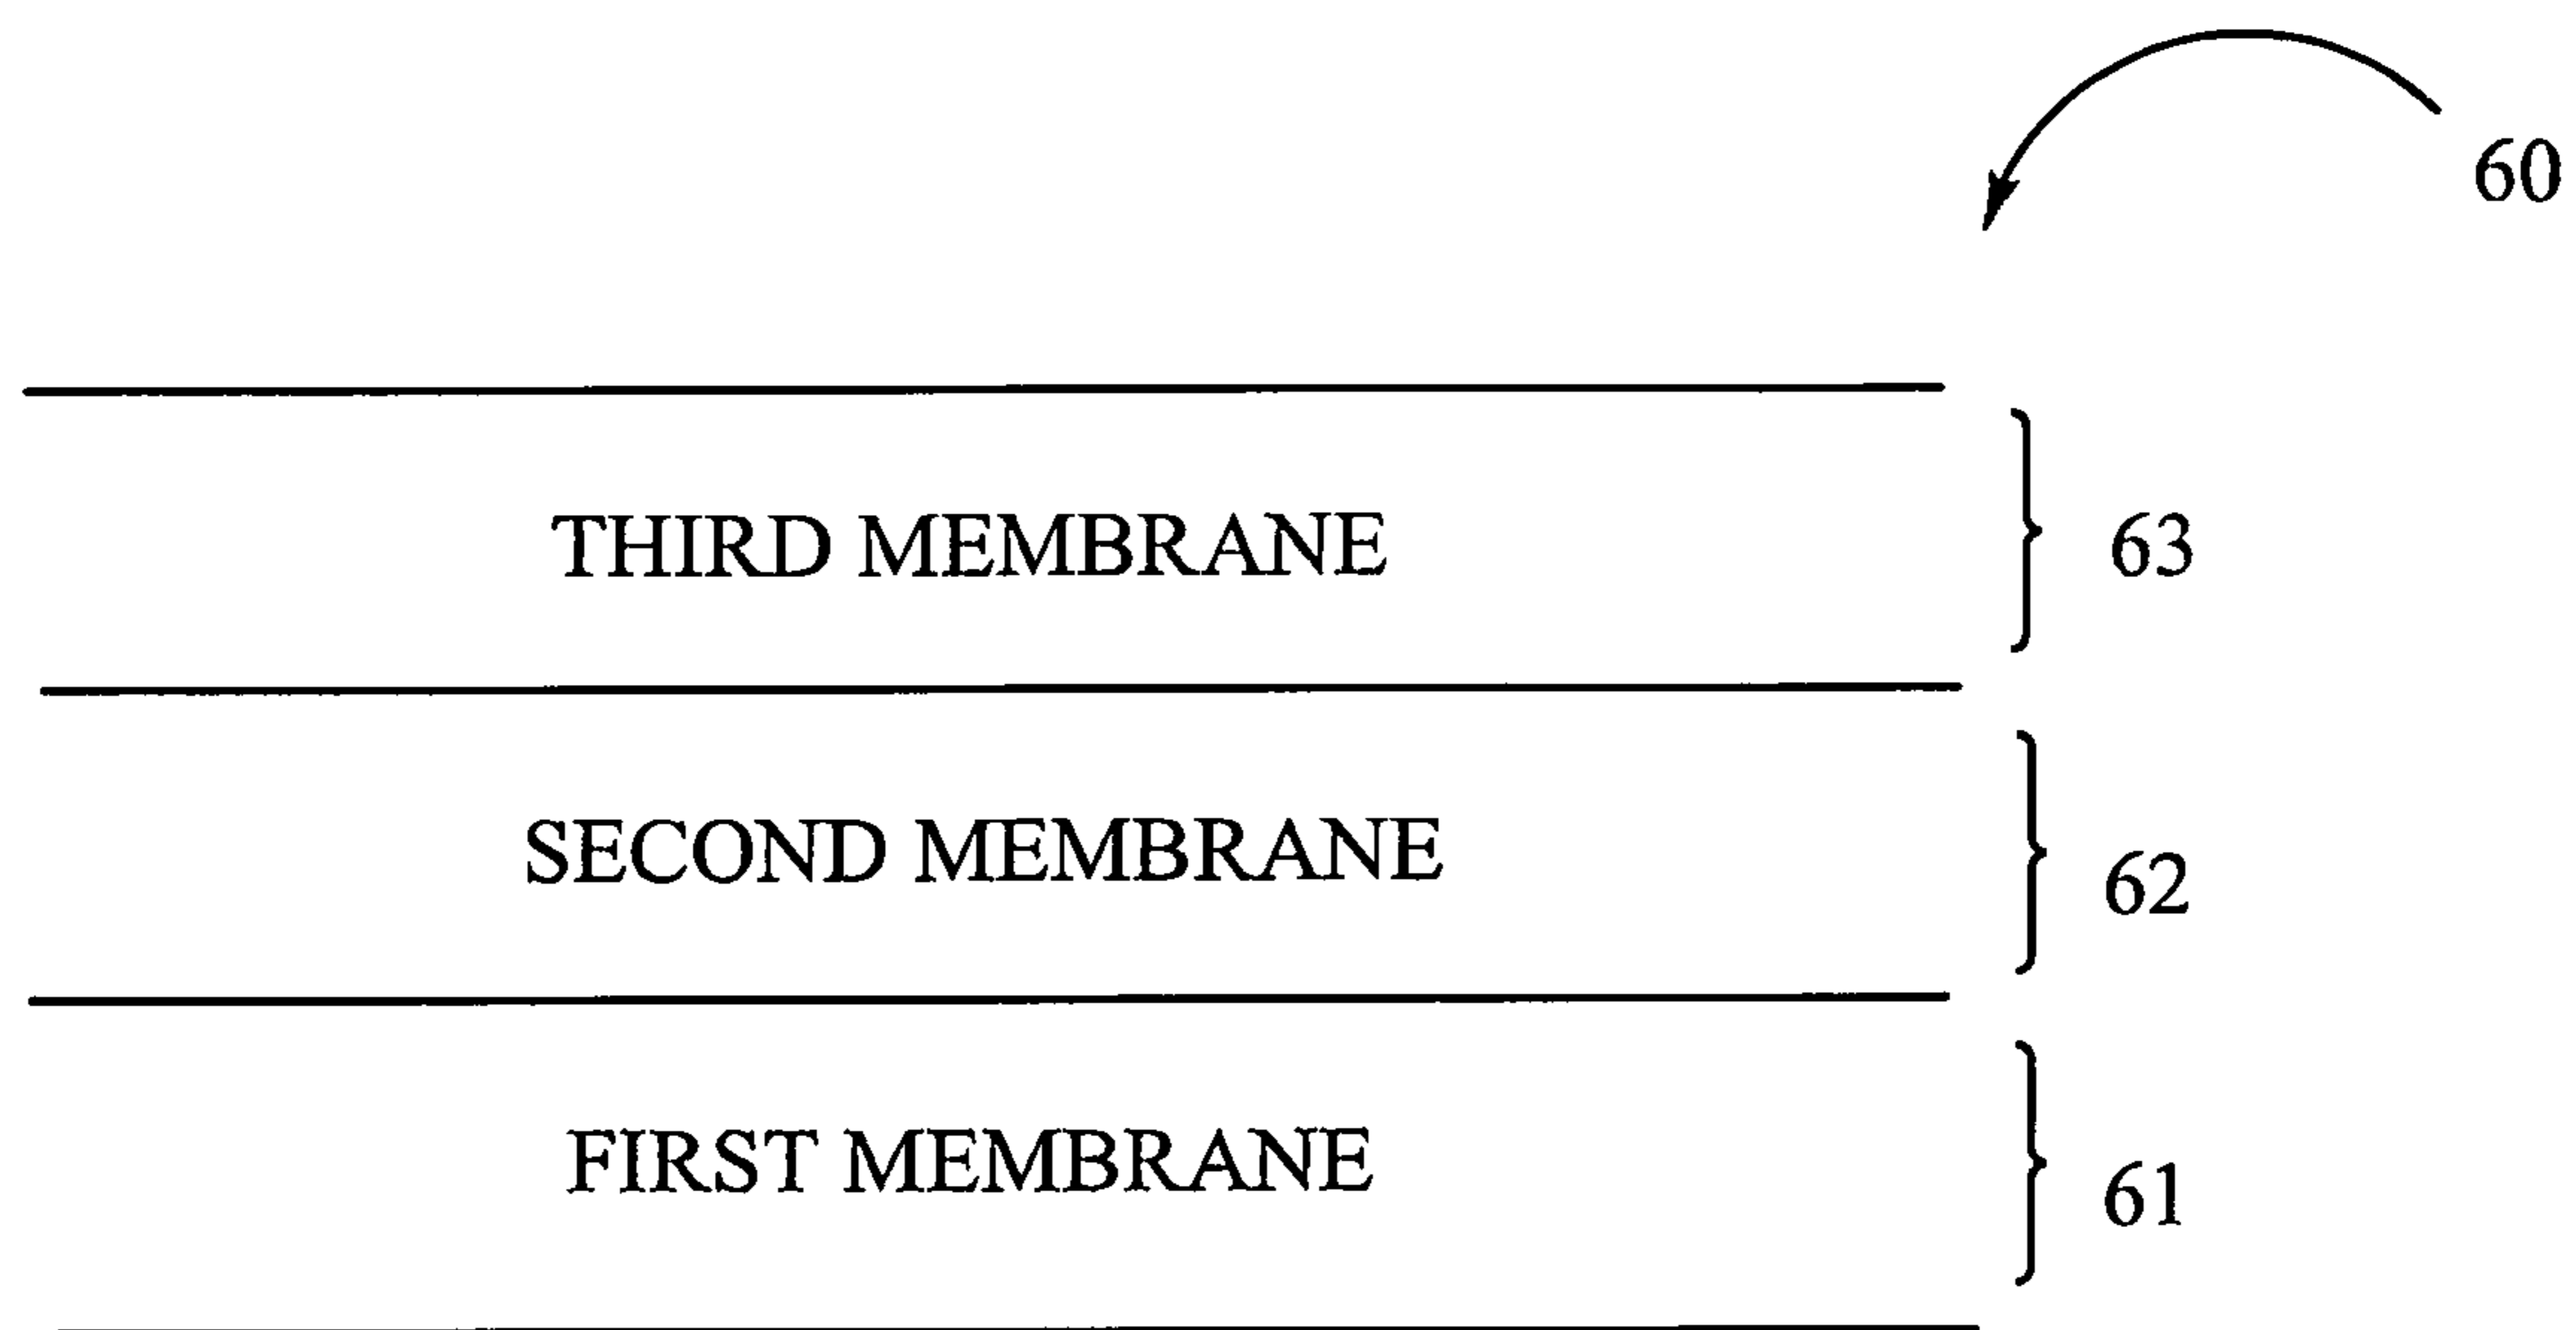 60
THIRD MEMBRANE 63
SECOND MEMBRANE 62
FIRST MEMBRANE 61